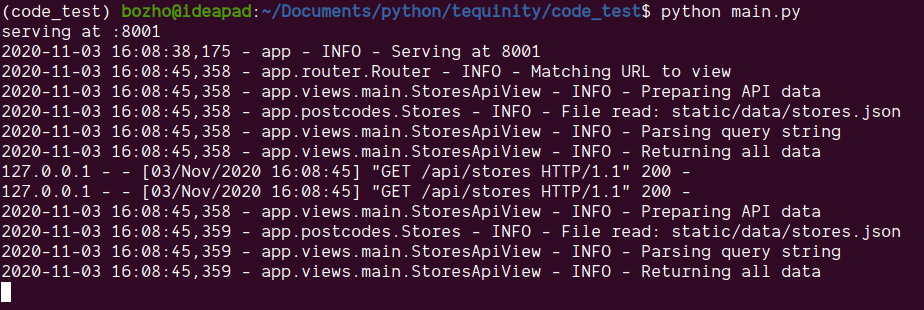 (code_test) bozho@ideapad:~/Documents/python/tequinity/code_test$ python main.py
serving at :8001
2020-11-03 16:08:38,175 - app - INFO - Serving at 8001
2020-11-03 16:08:45,358 - app.router.Router - INFO - Matching URL to view
2020-11-03 16:08:45,358 - app.views.main.StoresApiView - INFO - Preparing API data
2020-11-03 16:08:45,358 - app.postcodes.Stores - INFO - File read: static/data/stores.json
2020-11-03 16:08:45,358 - app.views.main.StoresApiView - INFO - Parsing query string
2020-11-03 16:08:45,358 - app.views.main.StoresApiView - INFO - Returning all data
127.0.0.1 - - [03/Nov/2020 16:08:45] "GET /api/stores HTTP/1.1" 200 -
127.0.0.1 - - [03/Nov/2020 16:08:45] "GET /api/stores HTTP/1.1" 200 -
2020-11-03 16:08:45,358 - app.views.main.StoresApiView - INFO - Preparing API data
2020-11-03 16:08:45,359 - app.postcodes.Stores - INFO - File read: static/data/stores.json
2020-11-03 16:08:45,359 - app.views.main.StoresApiView - INFO - Parsing query string
2020-11-03 16:08:45,359 - app.views.main.StoresApiView - INFO - Returning all data